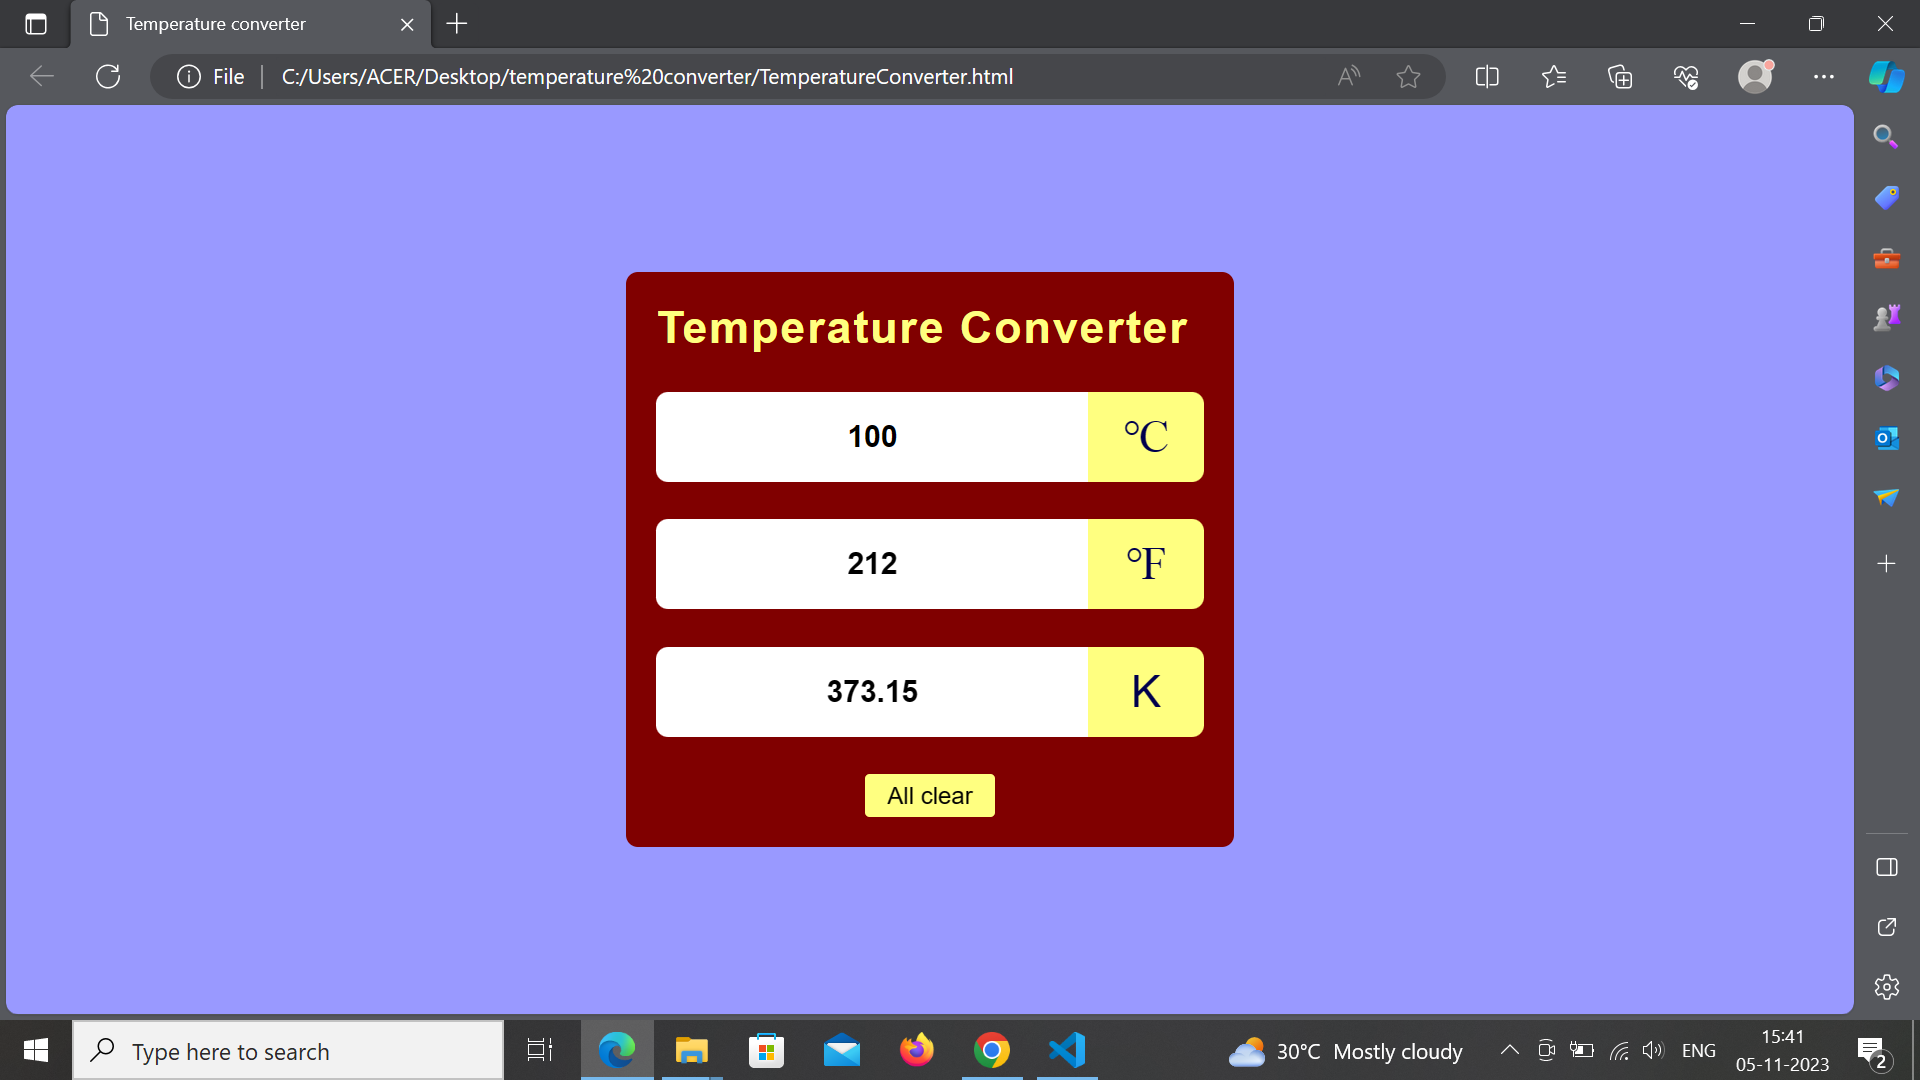 Temperature converter
File
C:/Users/ACER/Desktop/temperature%20converter/TemperatureConverter.html
Temperature Converter
100 °C
212 °F
373.15 K
All clear
Type here to search
30°C Mostly cloudy
ENG
15:41
05-11-2023
2